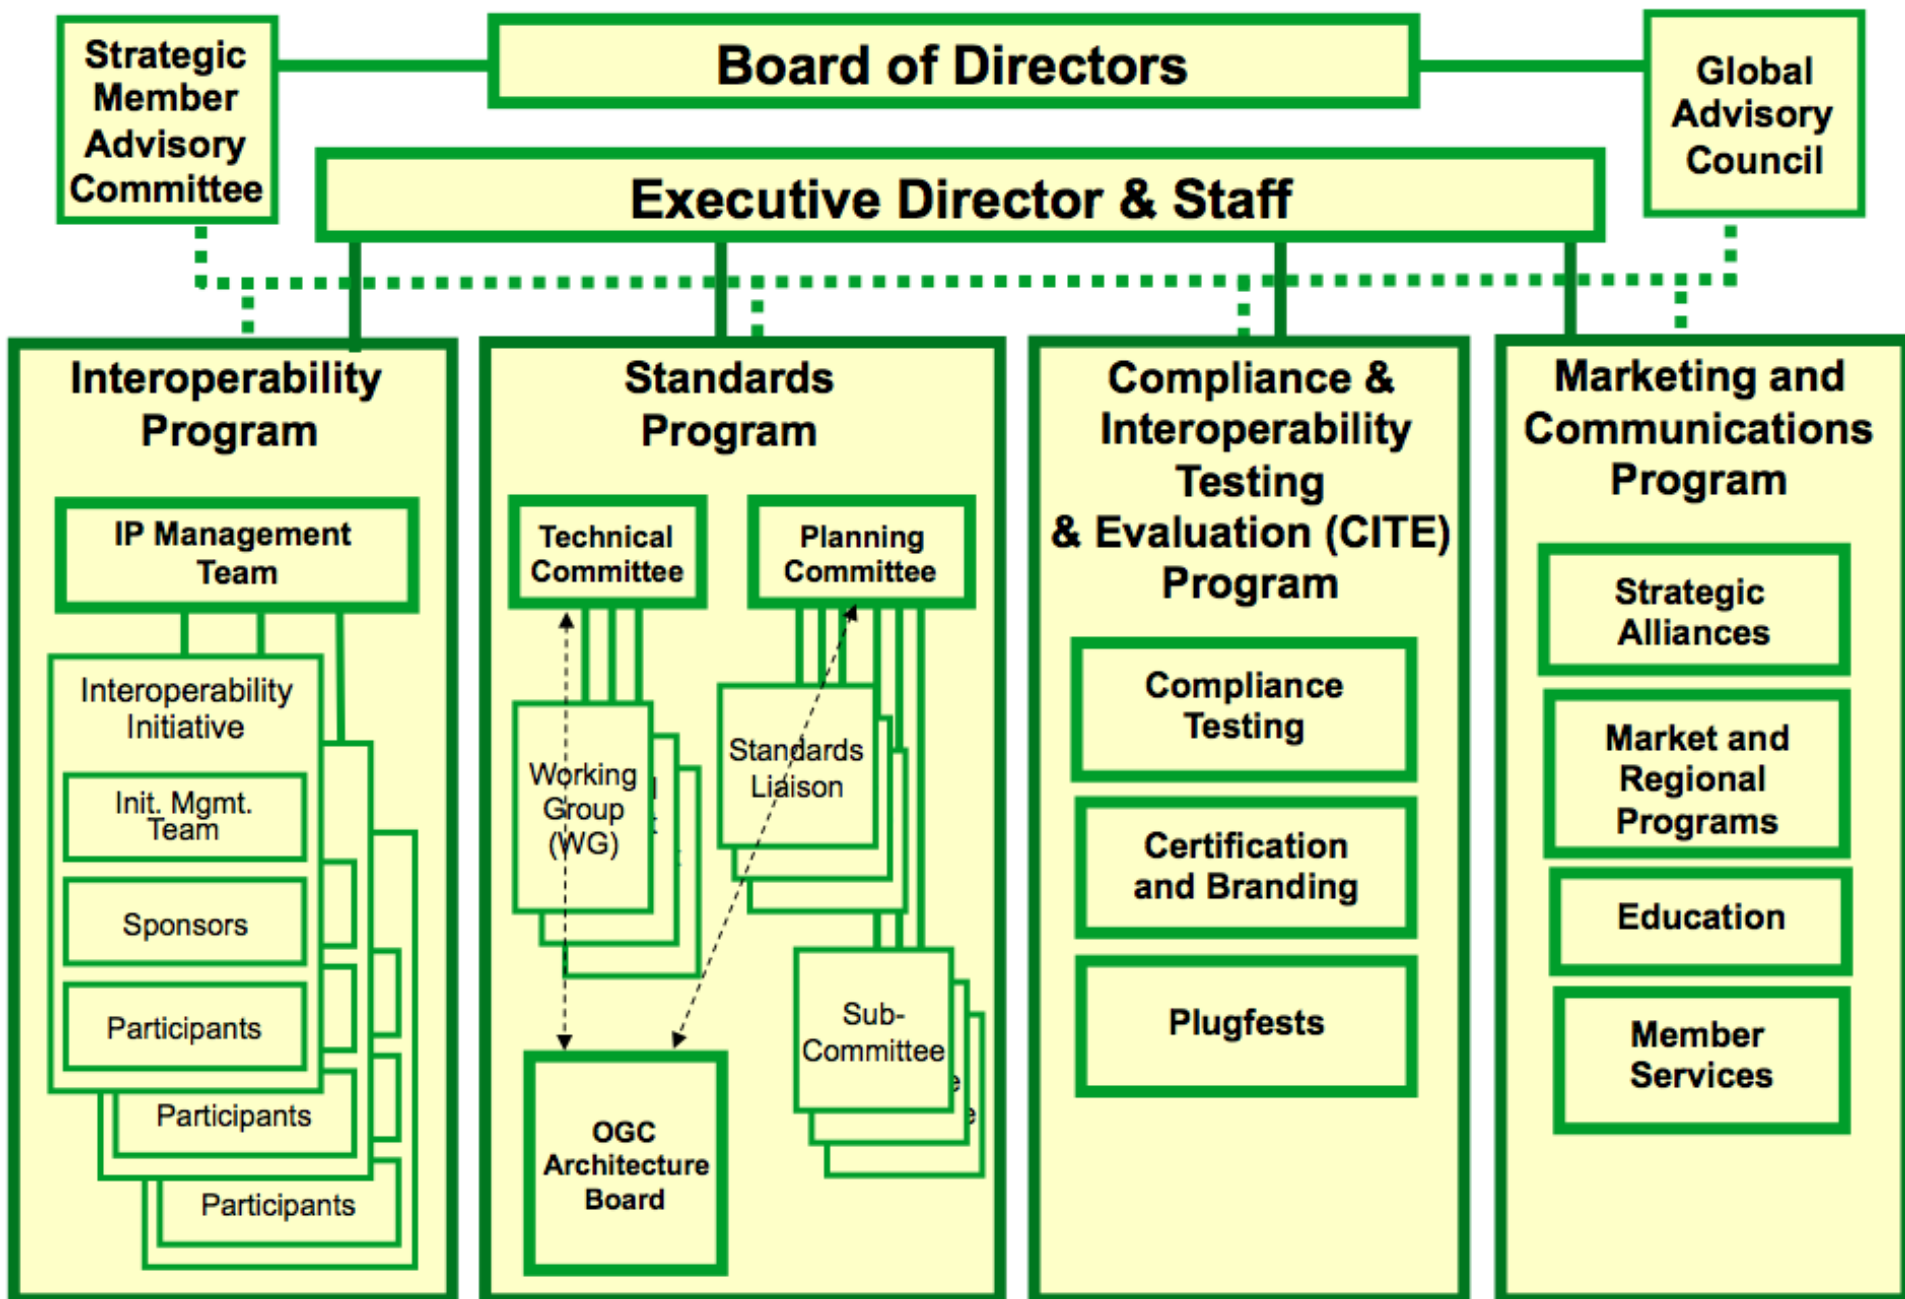 Strategic
Member
Advisory
Committee
Board of Directors
Global
Advisory
Council
Executive Director & Staff
Interoperability
Program
IP Management
Team
Interoperability
Initiative
Init. Mgmt.
Team
Sponsors
Participants
Participants
Participants
Standards
Program
Technical
Committee
Planning
Committee
Working
Group
(WG)
Standards
Liaison
Sub-
Committee
OGC
Architecture
Board
Compliance &
Interoperability
Testing
& Evaluation (CITE)
Program
Compliance
Testing
Certification
and Branding
Plugfests
Marketing and
Communications
Program
Strategic
Alliances
Market and
Regional
Programs
Education
Member
Services